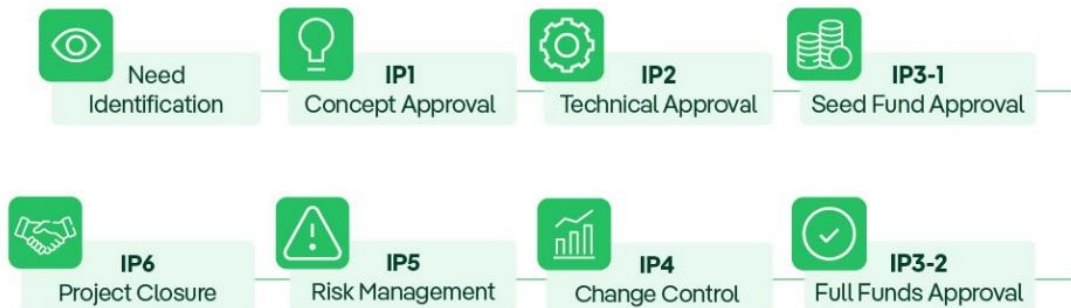 Need
Identification
IP1
Concept Approval
IP2
Technical Approval
IP3-1
Seed Fund Approval
IP6
Project Closure
IP5
Risk Management
IP4
Change Control
IP3-2
Full Funds Approval